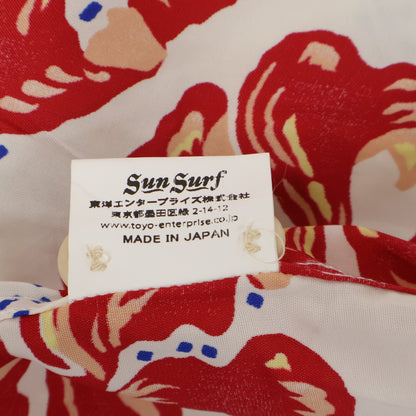 Sun Surf
東洋エンタープライズ株式会社
東京都墨田区緑 2-14-12
www.toyo-enterprise.co.jp
MADE IN JAPAN